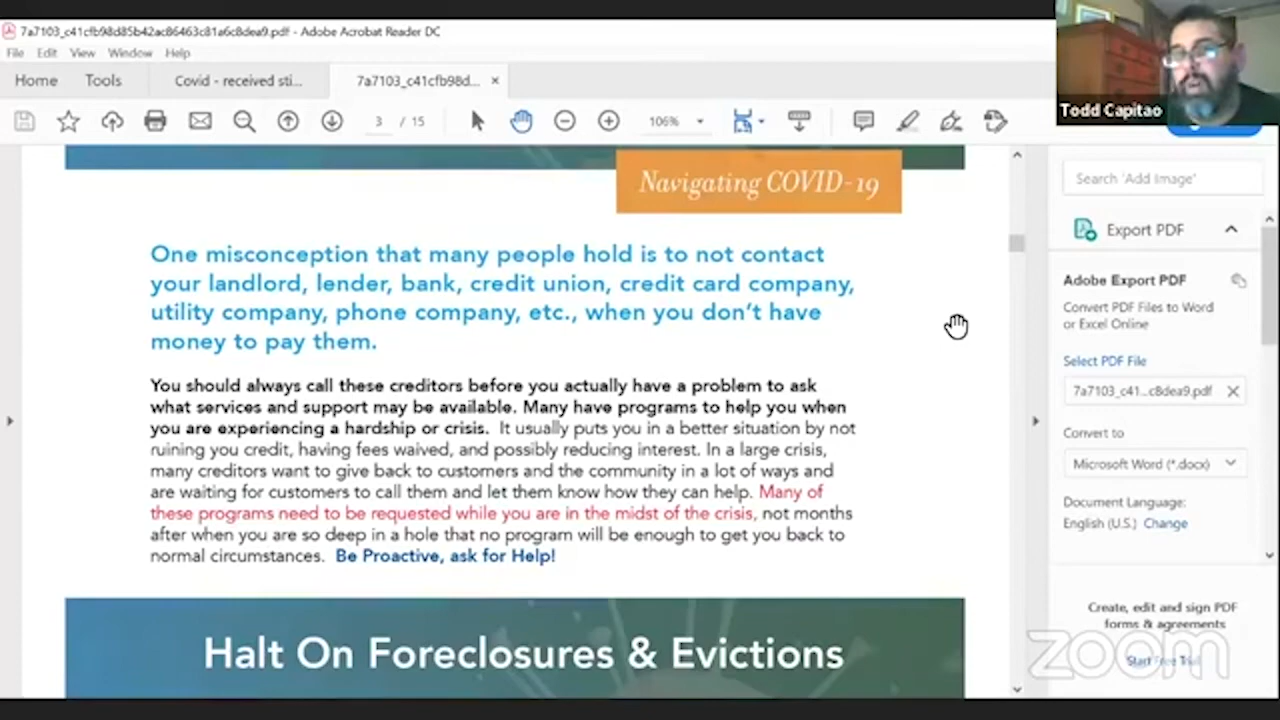 7a7103_c41cfb98d85b42ac86463c81a6c8dea9.pdf - Adobe Acrobat Reader DC
File Edit View Window Help
Home Tools Covid - received sti... 7a7103_c41cfb98d... ×
3 / 15 106%
Todd Capitao
Navigating COVID-19
One misconception that many people hold is to not contact
your landlord, lender, bank, credit union, credit card company,
utility company, phone company, etc., when you don't have
money to pay them.
You should always call these creditors before you actually have a problem to ask
what services and support may be available. Many have programs to help you when
you are experiencing a hardship or crisis. It usually puts you in a better situation by not
ruining you credit, having fees waived, and possibly reducing interest. In a large crisis,
many creditors want to give back to customers and the community in a lot of ways and
are waiting for customers to call them and let them know how they can help. Many of
these programs need to be requested while you are in the midst of the crisis, not months
after when you are so deep in a hole that no program will be enough to get you back to
normal circumstances. Be Proactive, ask for Help!
Halt On Foreclosures & Evictions
Search 'Add Image'
Export PDF
Adobe Export PDF
Convert PDF Files to Word
or Excel Online
Select PDF File
7a7103_c41...c8dea9.pdf
Convert to
Microsoft Word (*.docx)
Document Language:
English (U.S.) Change
Create, edit and sign PDF
forms & agreements
Start Free Trial
zoom